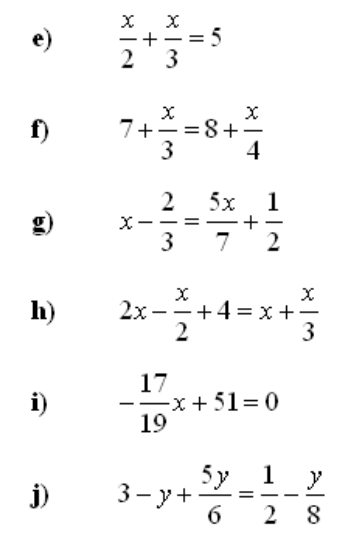 e) x/2 + x/3 = 5
f) 7 + x/3 = 8 + x/4
g) x − 2/3 = 5x/7 + 1/2
h) 2x − x/2 + 4 = x + x/3
i) −17/19 x + 51 = 0
j) 3 − y + 5y/6 = 1/2 − y/8